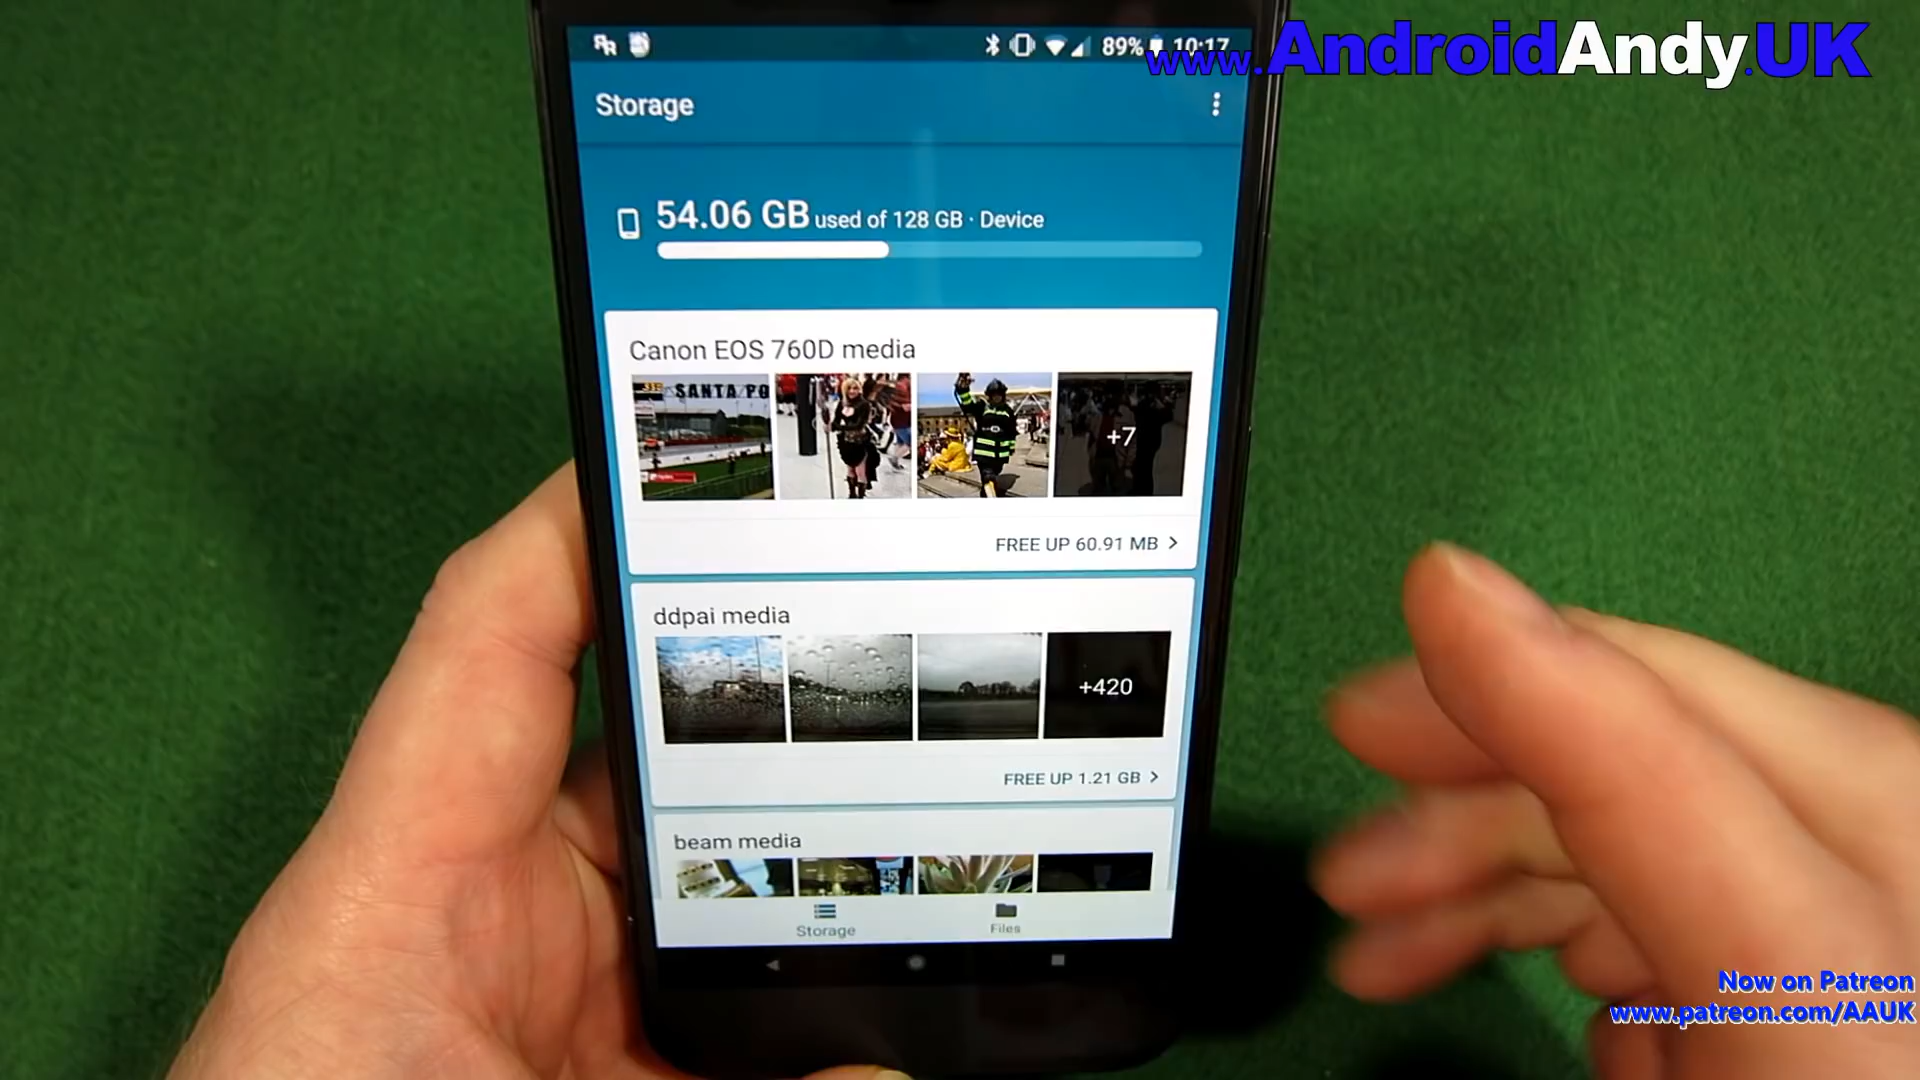 89% 10:17
www.AndroidAndy.UK
Storage
54.06 GB used of 128 GB · Device
Canon EOS 760D media
SANTA PO
+7
FREE UP 60.91 MB >
ddpai media
+420
FREE UP 1.21 GB >
beam media
Storage
Files
Now on Patreon
www.patreon.com/AAUK